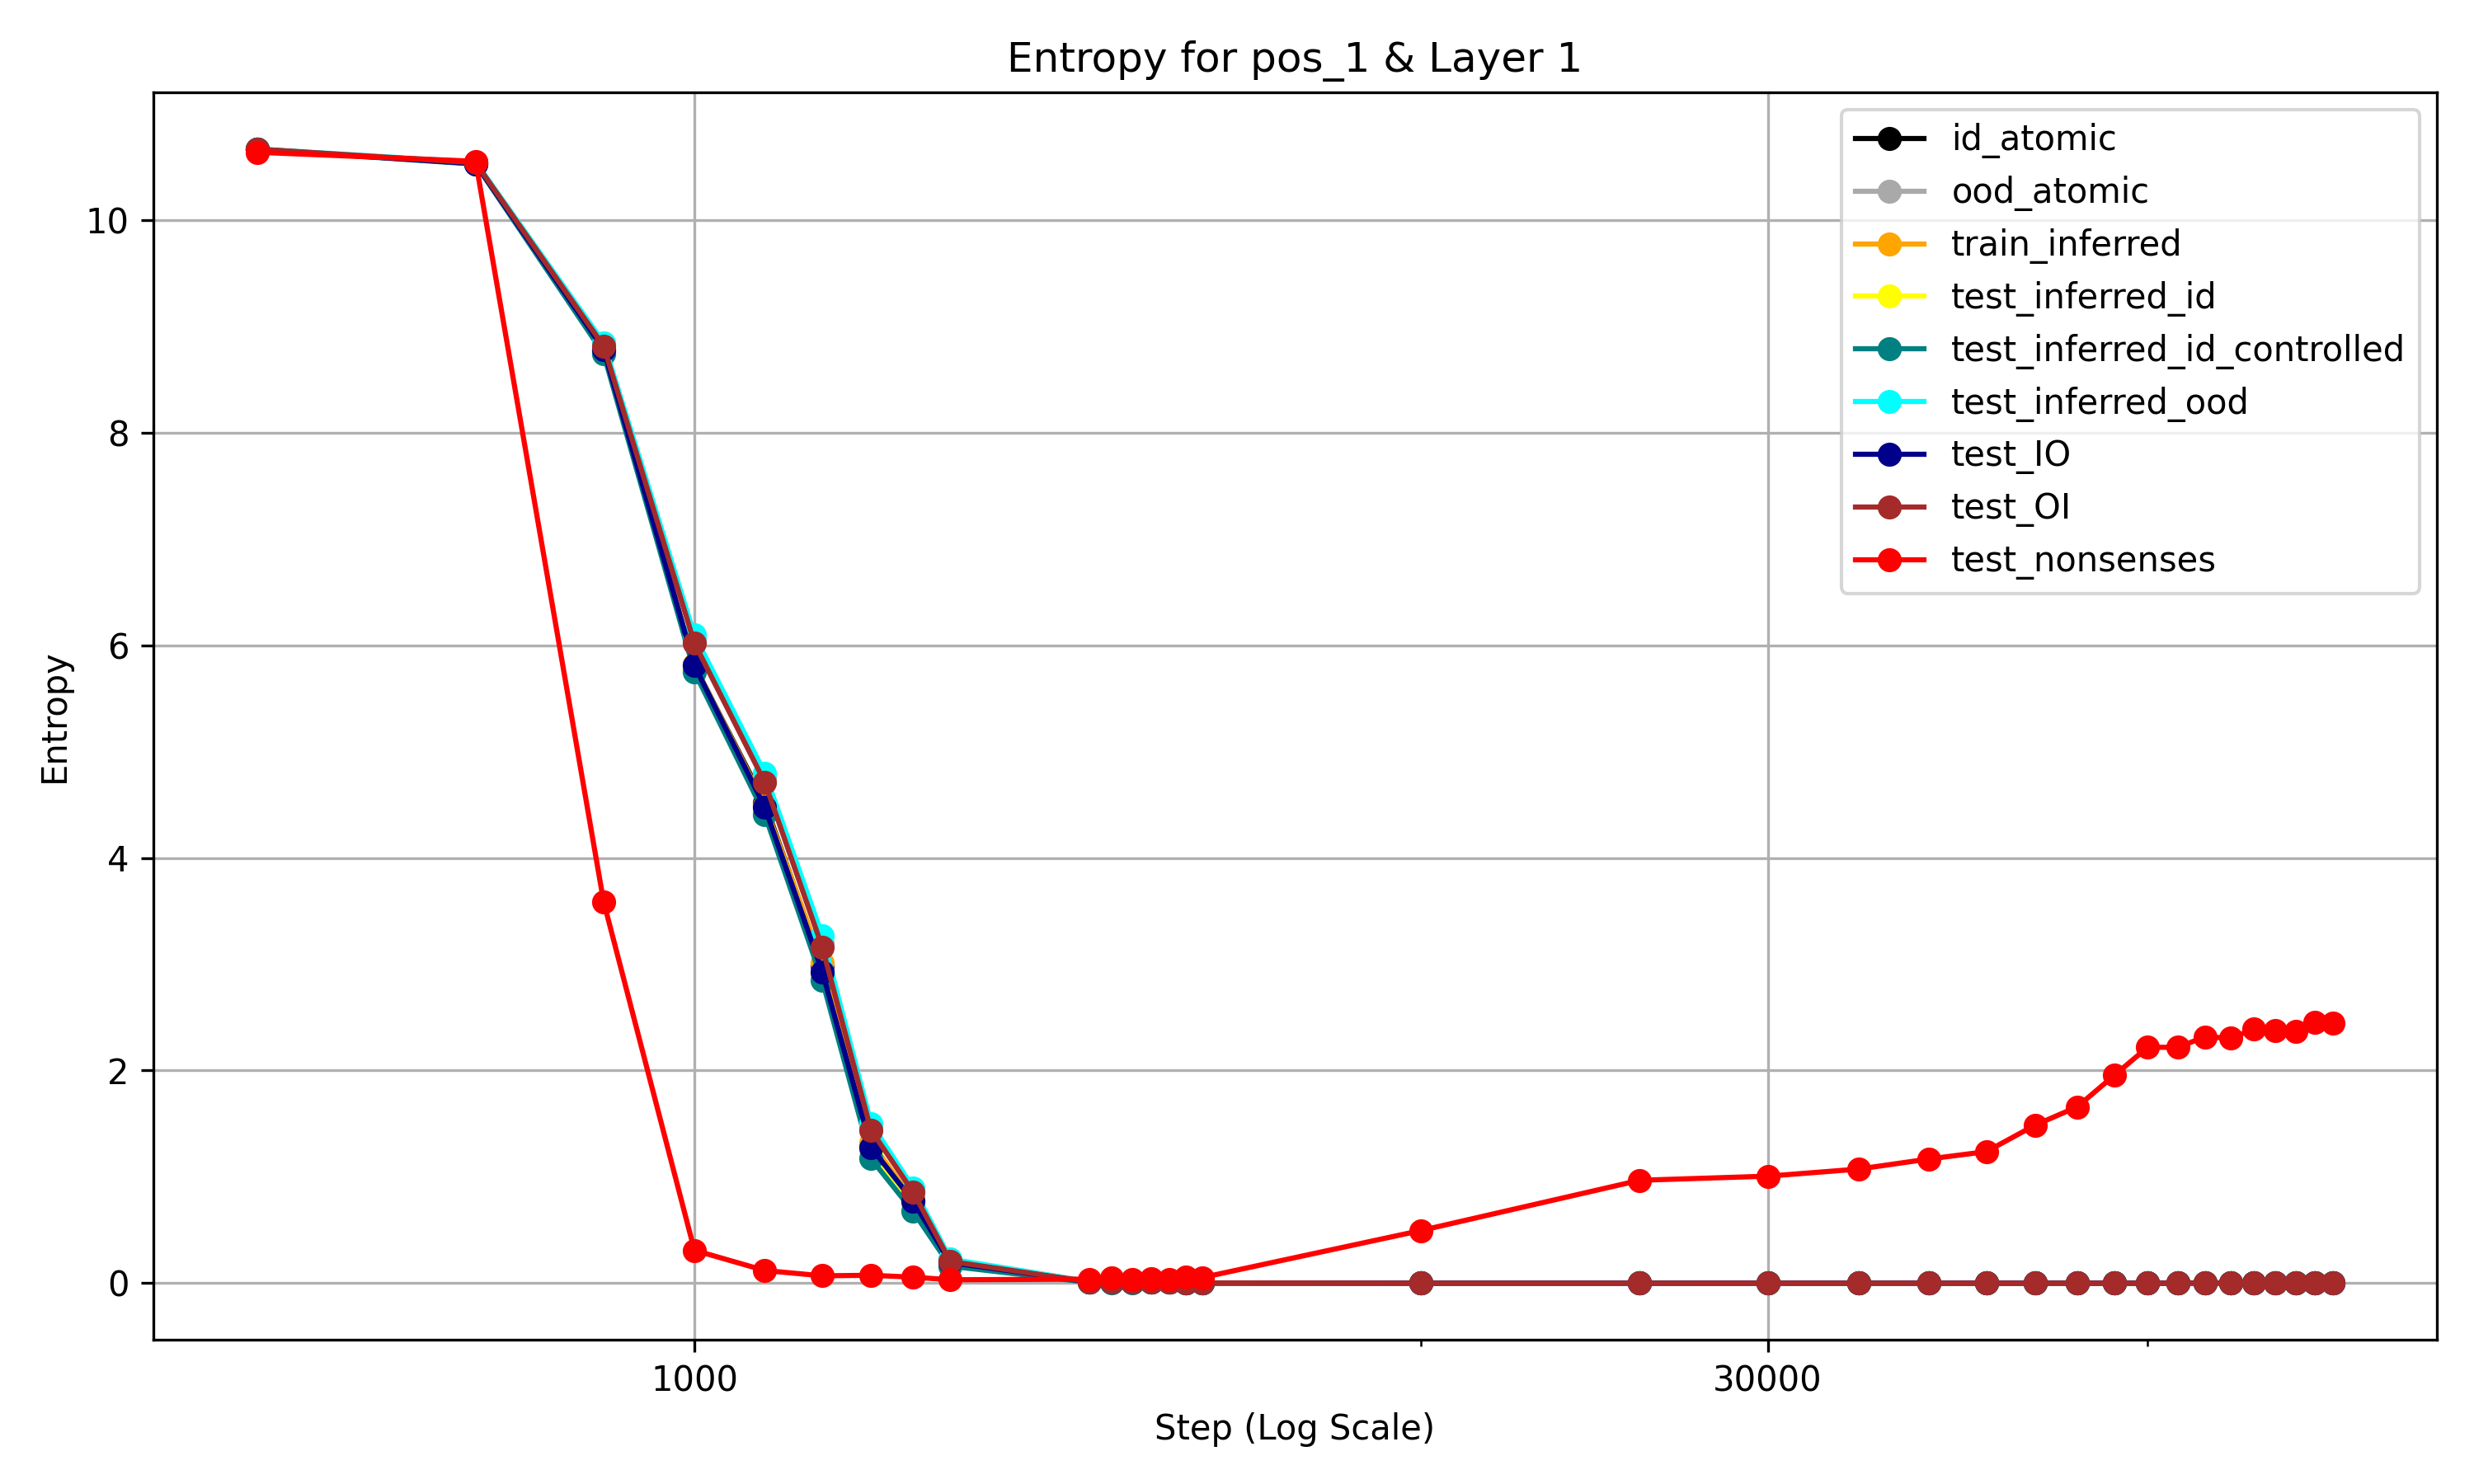 Entropy for pos_1 & Layer 1
id_atomic
ood_atomic
train_inferred
test_inferred_id
test_inferred_id_controlled
test_inferred_ood
test_IO
test_OI
test_nonsenses
10
8
6
4
2
0
Entropy
1000
30000
Step (Log Scale)